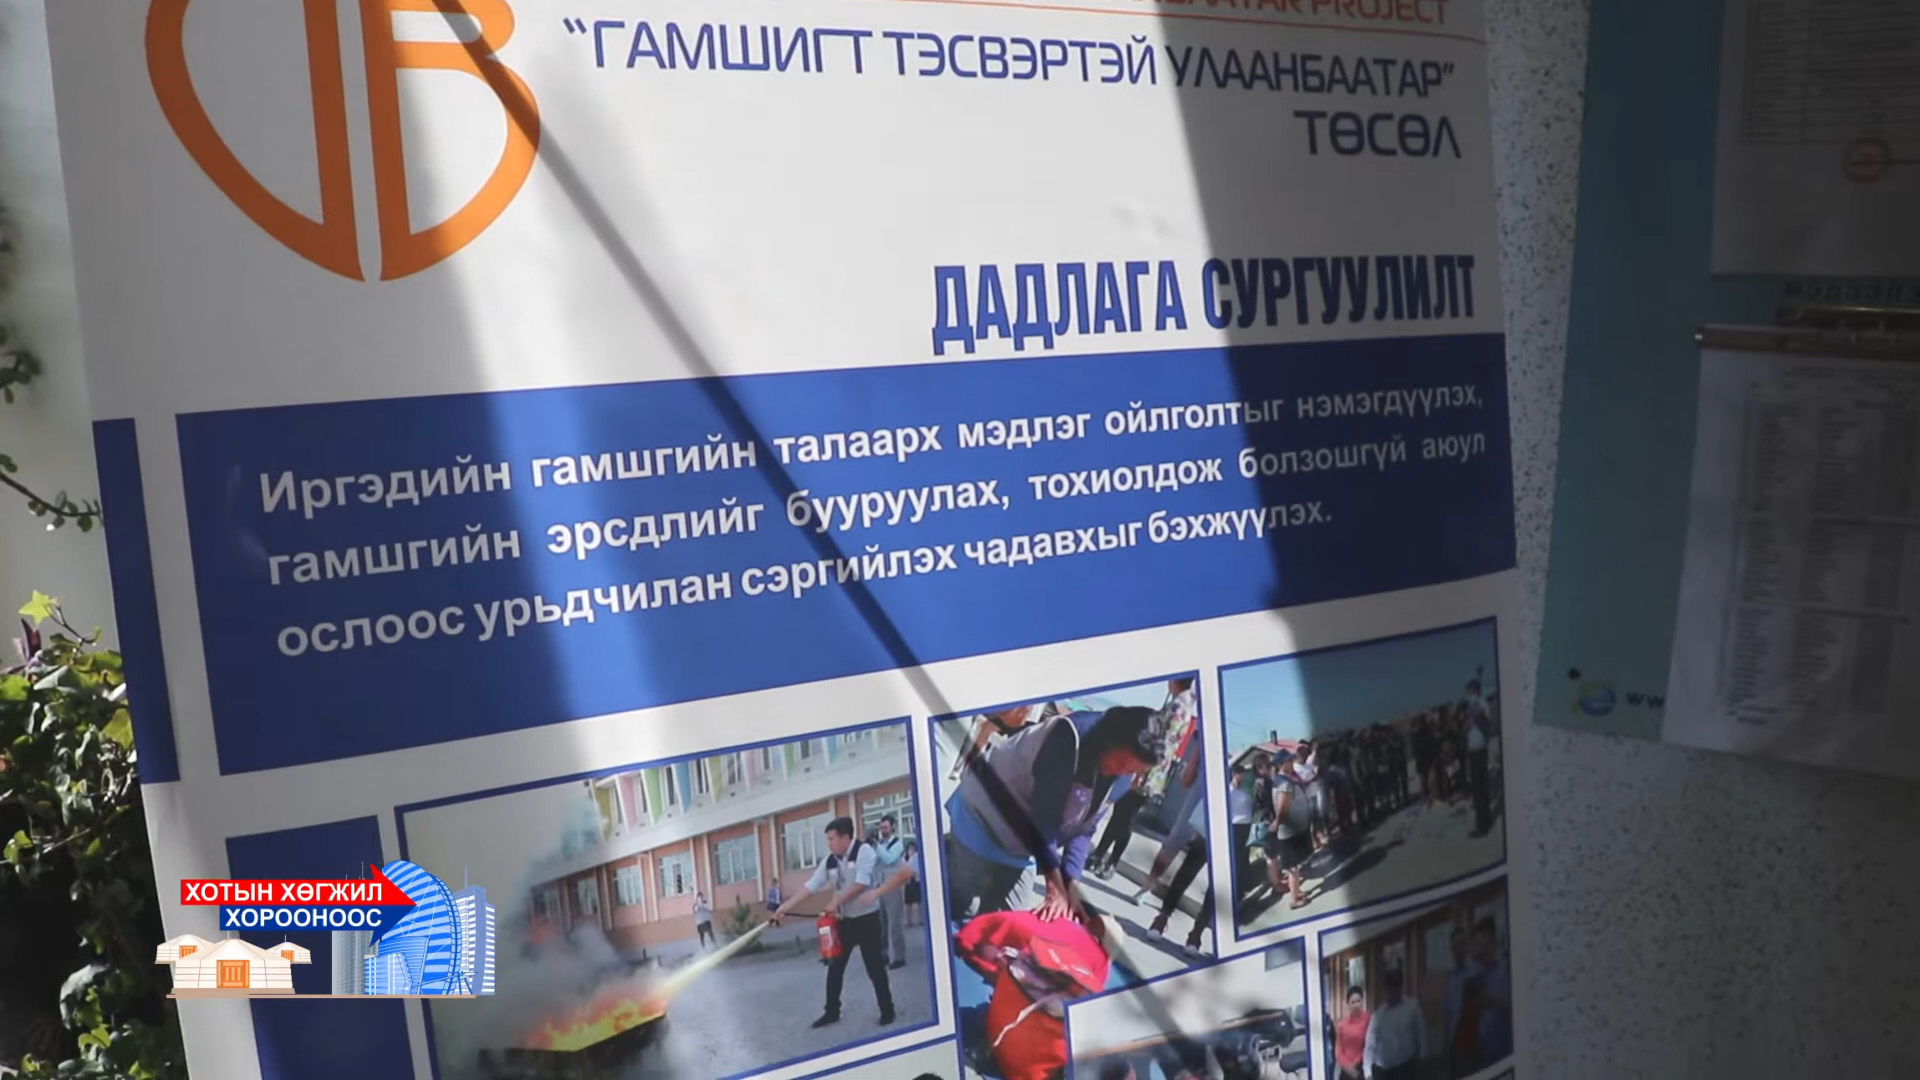 PROJECT
“ГАМШИГТ ТЭСВЭРТЭЙ УЛААНБААТАР”
ТӨСӨЛ
ДАДЛАГА СУРГУУЛИЛТ
Иргэдийн гамшгийн талаарх мэдлэг ойлголтыг нэмэгдүүлэх,
гамшгийн эрсдлийг бууруулах, тохиолдож болзошгүй аюул
ослоос урьдчилан сэргийлэх чадавхыг бэхжүүлэх.
ХОТЫН ХӨГЖИЛ
ХОРООНООС